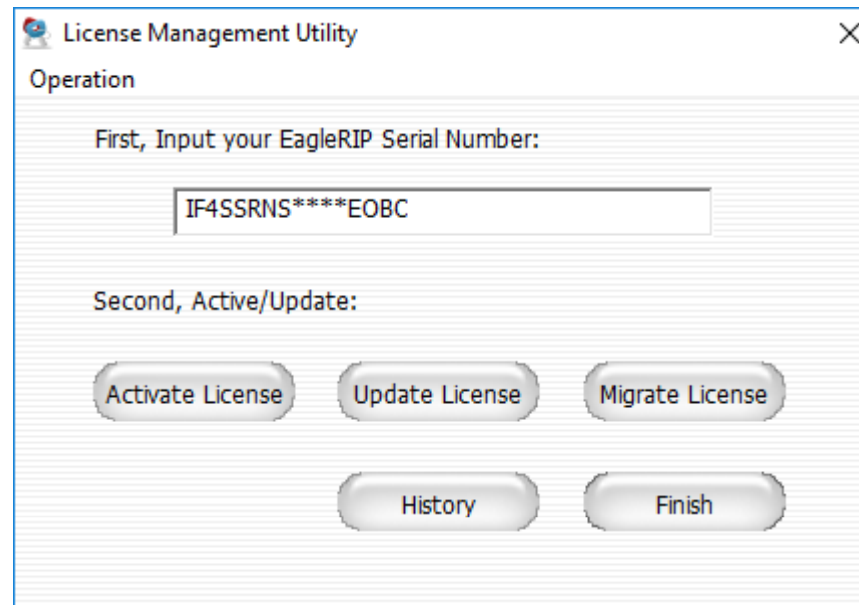 License Management Utility
Operation
First, Input your EagleRIP Serial Number:
IF4SSRNS****EOBC
Second, Active/Update:
Activate License Update License Migrate License
History Finish